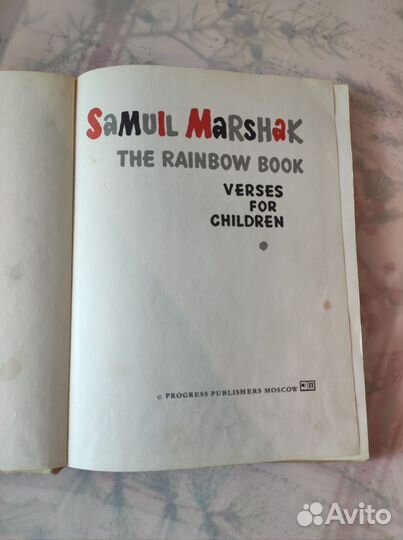 SAMUIL MARSHAK
THE RAINBOW BOOK
VERSES
FOR
CHILDREN
© PROGRESS PUBLISHERS MOSCOW
Avito